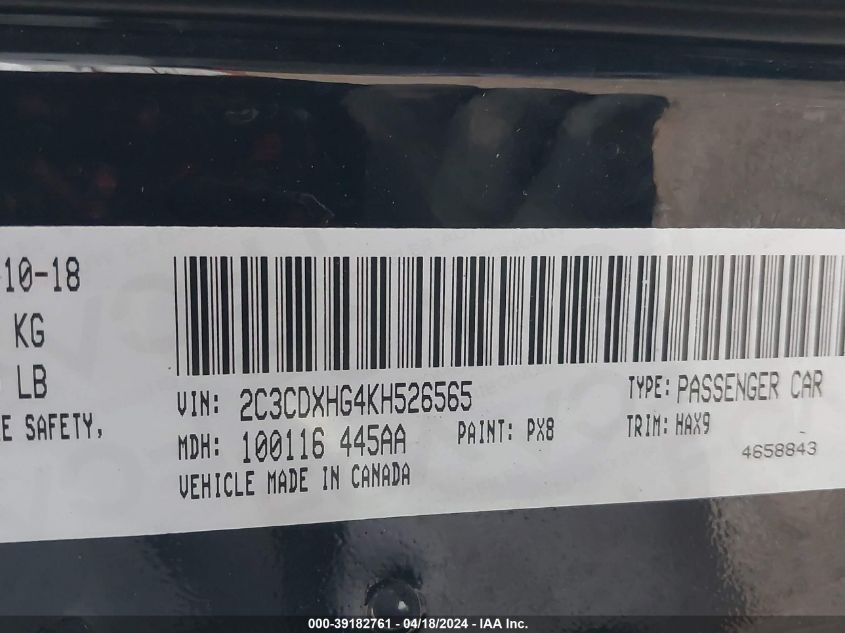 -10-18
KG
LB
E SAFETY,
VIN: 2C3CDXHG4KH526565
TYPE: PASSENGER CAR
MDH: 100116 445AA
PAINT: PX8
TRIM: HAX9
4658843
VEHICLE MADE IN CANADA
000-39182761 - 04/18/2024 - IAA Inc.